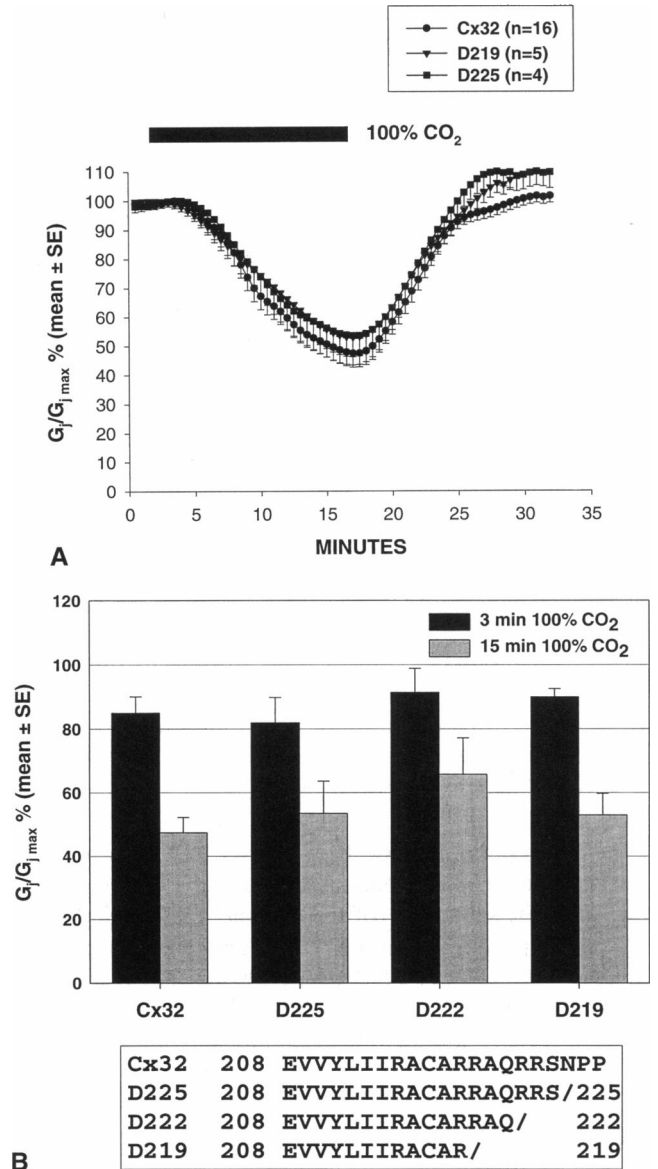 Cx32 (n=16)
D219 (n=5)
D225 (n=4)
100% CO2
110
100
90
80
70
60
50
40
30
20
10
0
Gj/Gj max % (mean ± SE)
0 5 10 15 20 25 30 35
MINUTES
A
120
100
80
60
40
20
0
Gj/Gj max % (mean ± SE)
3 min 100% CO2
15 min 100% CO2
Cx32 D225 D222 D219
Cx32 208 EVVYLIIRACARRAQRRSNPP
D225 208 EVVYLIIRACARRAQRRS/225
D222 208 EVVYLIIRACARRAQ/ 222
D219 208 EVVYLIIRACAR/ 219
B